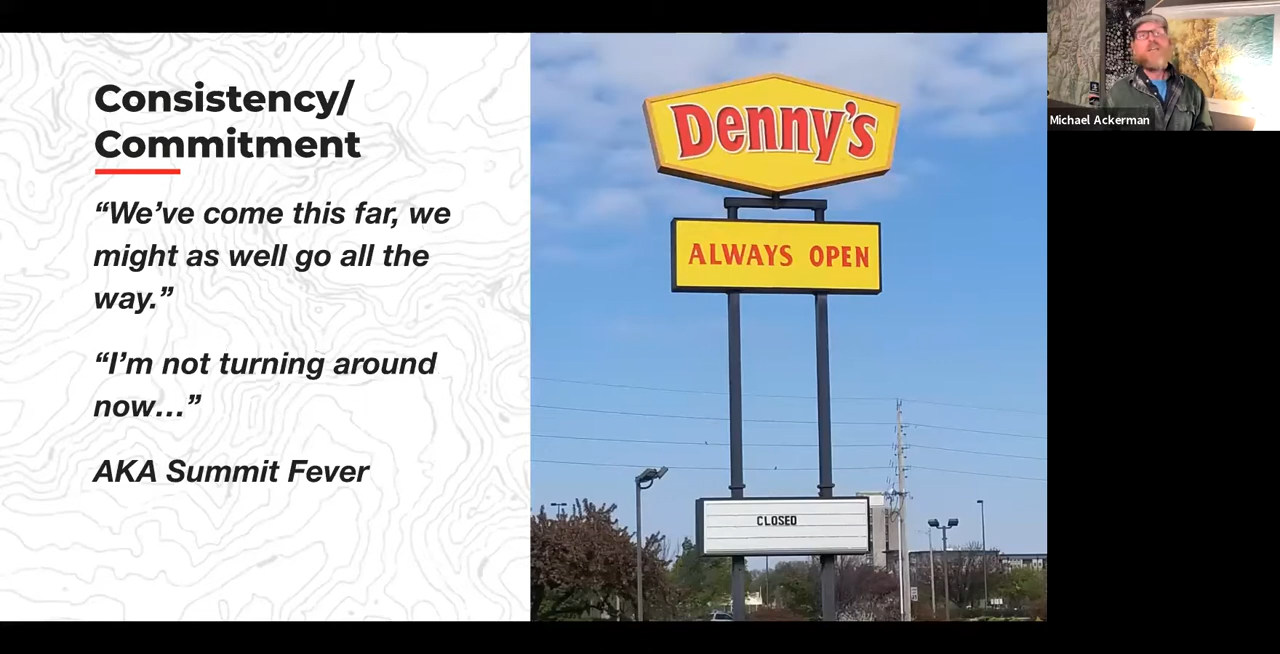 Consistency/
Commitment
“We’ve come this far, we
might as well go all the
way.”
“I’m not turning around
now…”
AKA Summit Fever
Denny's
ALWAYS OPEN
CLOSED
Michael Ackerman